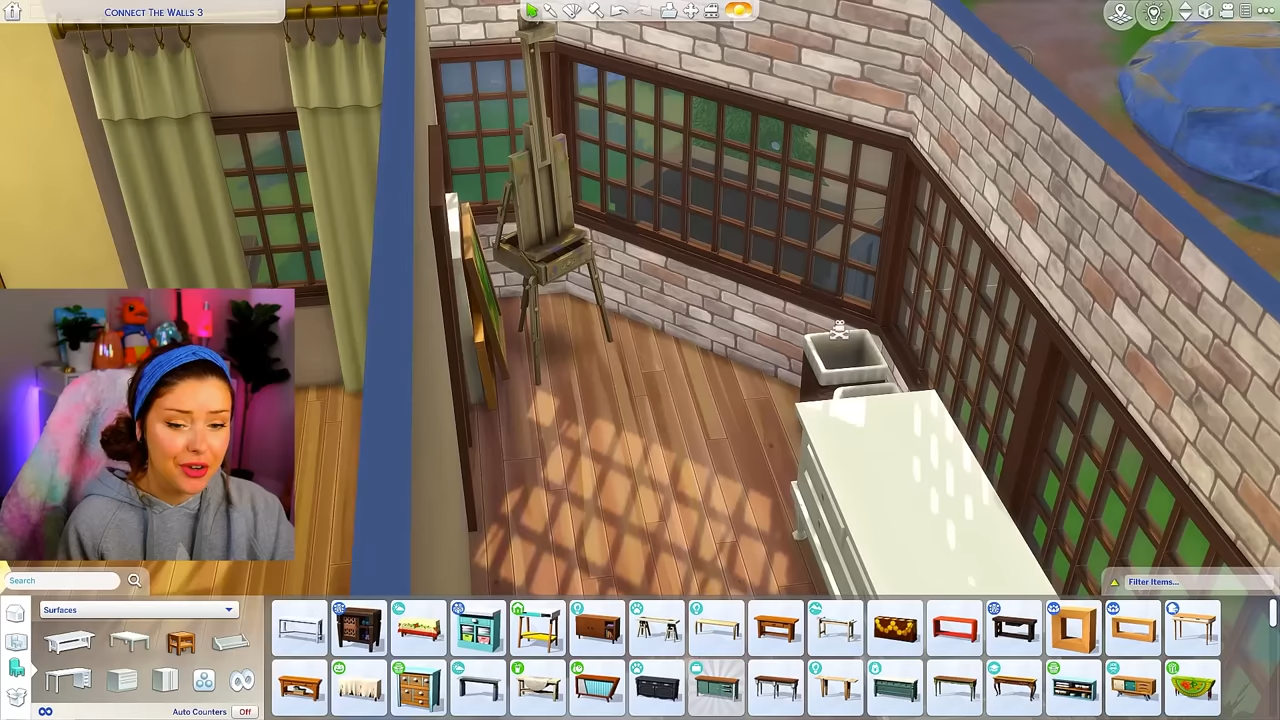 CONNECT THE WALLS 3
Search
Filter Items...
Surfaces
Auto Counters
Off